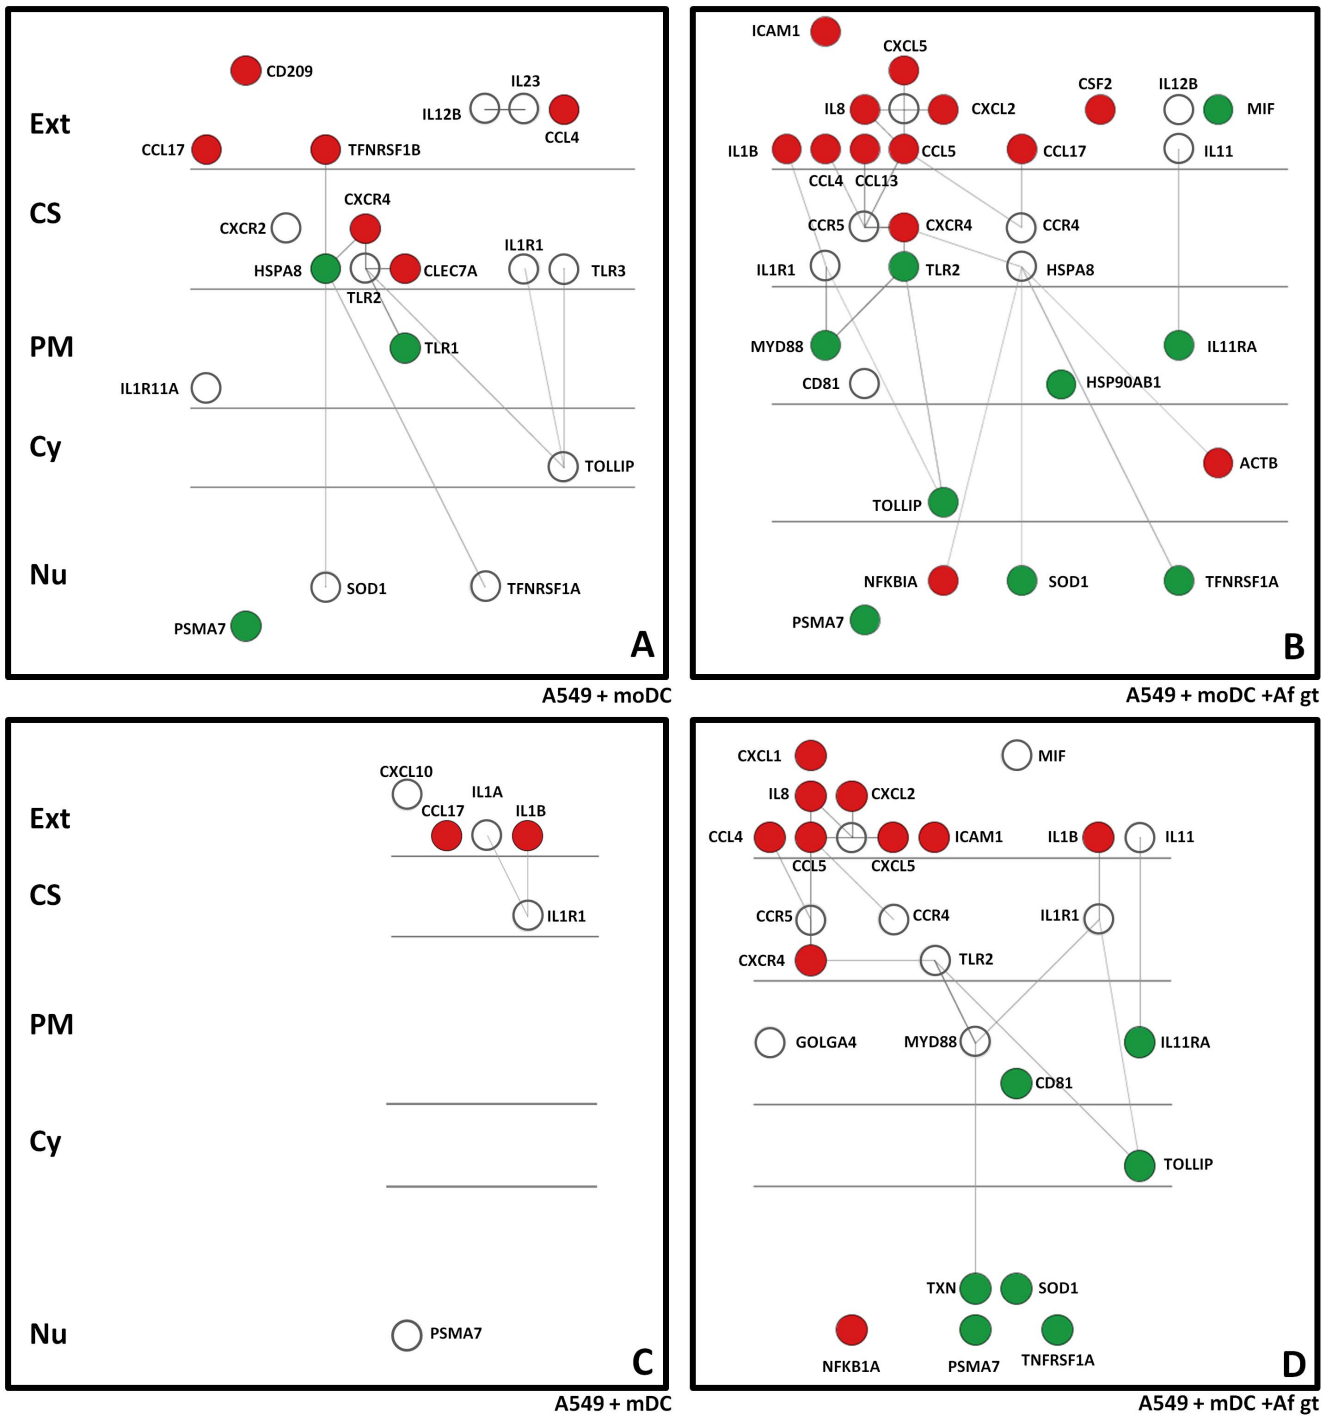 CD209
IL23
IL12B
Ext
CCL4
CCL17
TFNRSF1B
CS
CXCR4
CXCR2
IL1R1
HSPA8
CLEC7A
TLR3
TLR2
PM
TLR1
IL1R11A
Cy
TOLLIP
Nu
SOD1
TFNRSF1A
PSMA7
A
A549 + moDC
ICAM1
CXCL5
CSF2
IL12B
IL8
CXCL2
MIF
IL1B
CCL5
CCL17
IL11
CCL4
CCL13
CCR5
CXCR4
CCR4
IL1R1
TLR2
HSPA8
MYD88
IL11RA
CD81
HSP90AB1
ACTB
TOLLIP
NFKBIA
SOD1
TFNRSF1A
PSMA7
B
A549 + moDC +Af gt
CXCL10
IL1A
CCL17
IL1B
Ext
CS
IL1R1
PM
Cy
Nu
PSMA7
C
A549 + mDC
CXCL1
MIF
IL8
CXCL2
CCL4
ICAM1
IL1B
IL11
CCL5
CXCL5
CCR5
CCR4
IL1R1
CXCR4
TLR2
GOLGA4
MYD88
IL11RA
CD81
TOLLIP
TXN
SOD1
NFKB1A
PSMA7
TNFRSF1A
D
A549 + mDC +Af gt